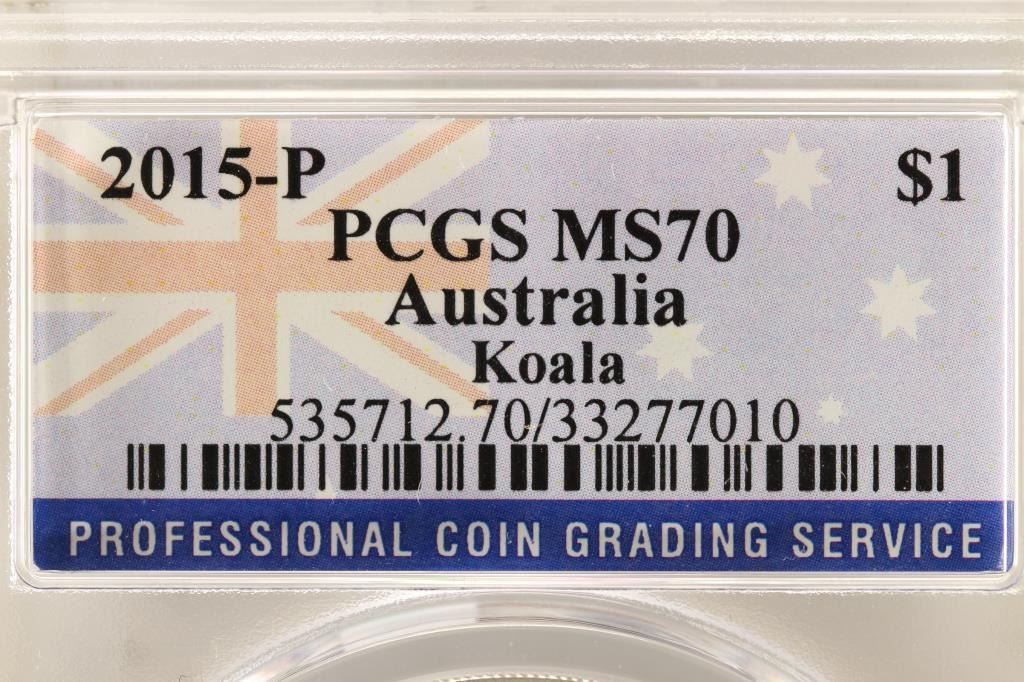 2015-P $1
PCGS MS70
Australia
Koala
535712.70/33277010
PROFESSIONAL COIN GRADING SERVICE